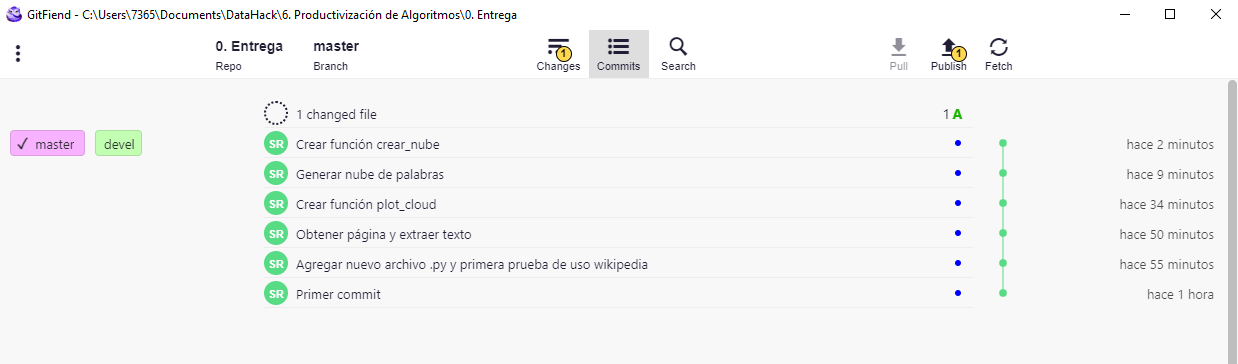 GitFiend - C:\Users\7365\Documents\DataHack\6. Productivización de Algoritmos\0. Entrega
0. Entrega master
Repo Branch
1
Changes Commits Search
Pull 1 Publish Fetch
1 changed file 1 A
✓ master devel SR Crear función crear_nube hace 2 minutos
SR Generar nube de palabras hace 9 minutos
SR Crear función plot_cloud hace 34 minutos
SR Obtener página y extraer texto hace 50 minutos
SR Agregar nuevo archivo .py y primera prueba de uso wikipedia hace 55 minutos
SR Primer commit hace 1 hora